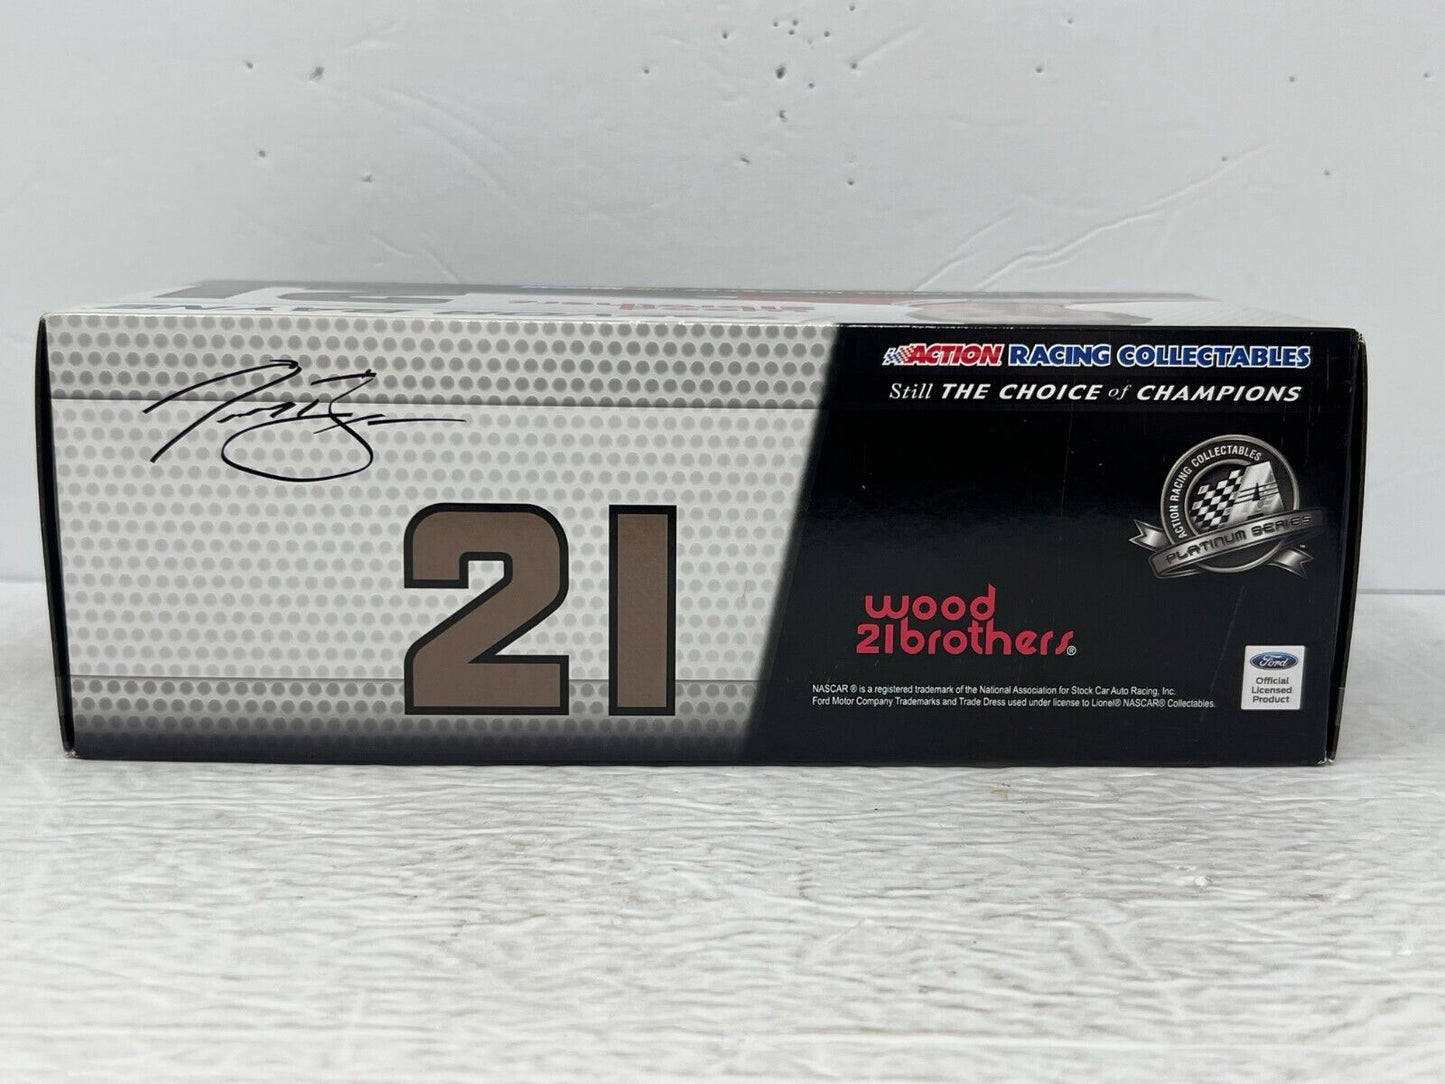 ACTION RACING COLLECTABLES
Still THE CHOICE of CHAMPIONS
ACTION RACING COLLECTABLES
PLATINUM SERIES
21
wood
21brothers®
NASCAR ® is a registered trademark of the National Association for Stock Car Auto Racing, Inc.
Ford Motor Company Trademarks and Trade Dress used under license to Lionel® NASCAR® Collectables.
Ford
Official
Licensed
Product